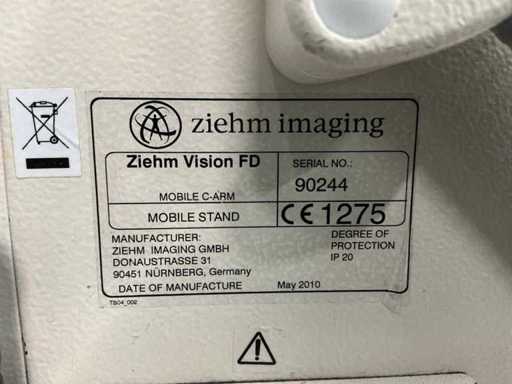 ziehm imaging
Ziehm Vision FD
MOBILE C-ARM
SERIAL NO.:
90244
MOBILE STAND
CE 1275
MANUFACTURER:
ZIEHM IMAGING GMBH
DONAUSTRASSE 31
90451 NÜRNBERG, Germany
DEGREE OF
PROTECTION
IP 20
DATE OF MANUFACTURE
May 2010
TB04_002